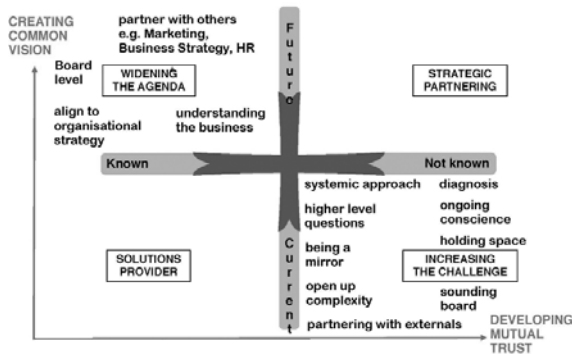 CREATING
COMMON
VISION
partner with others
e.g. Marketing,
Business Strategy, HR
Board
level
WIDENING
THE AGENDA
align to
organisational
strategy
understanding
the business
Future
STRATEGIC
PARTNERING
Known
Not known
systemic approach
diagnosis
higher level
questions
ongoing
conscience
being a
mirror
holding space
SOLUTIONS
PROVIDER
Current
INCREASING
THE CHALLENGE
open up
complexity
sounding
board
partnering with externals
DEVELOPING
MUTUAL
TRUST